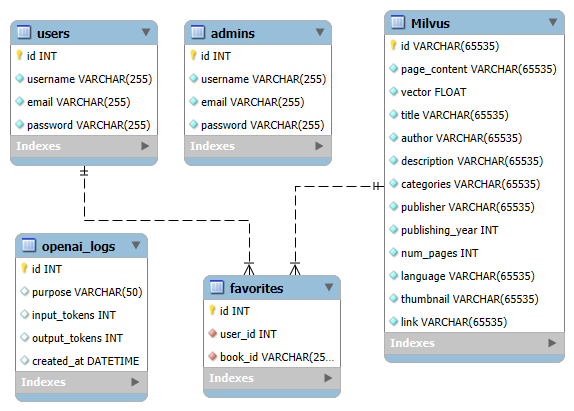 users
id INT
username VARCHAR(255)
email VARCHAR(255)
password VARCHAR(255)
Indexes
admins
id INT
username VARCHAR(255)
email VARCHAR(255)
password VARCHAR(255)
Indexes
Milvus
id VARCHAR(65535)
page_content VARCHAR(65535)
vector FLOAT
title VARCHAR(65535)
author VARCHAR(65535)
description VARCHAR(65535)
categories VARCHAR(65535)
publisher VARCHAR(65535)
publishing_year INT
num_pages INT
language VARCHAR(65535)
thumbnail VARCHAR(65535)
link VARCHAR(65535)
Indexes
openai_logs
id INT
purpose VARCHAR(50)
input_tokens INT
output_tokens INT
created_at DATETIME
Indexes
favorites
id INT
user_id INT
book_id VARCHAR(25...
Indexes